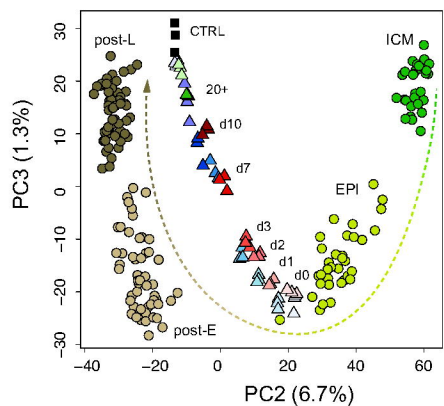 post-L
CTRL
ICM
20+
d10
d7
EPI
d3
d2
d1
d0
post-E
30
20
10
0
−10
−20
−30
PC3 (1.3%)
−40
−20
0
20
40
60
PC2 (6.7%)